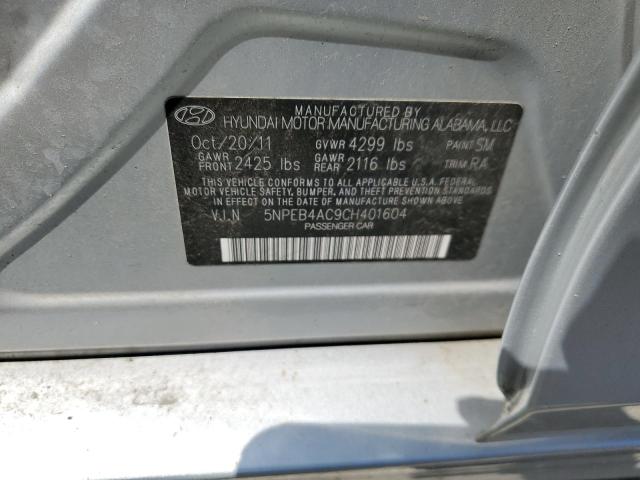 MANUFACTURED BY
HYUNDAI MOTOR MANUFACTURING ALABAMA, LLC
Oct/20/11 GVWR 4299 lbs PAINT SM
GAWR FRONT 2425 lbs GAWR REAR 2116 lbs TRIM RA
THIS VEHICLE CONFORMS TO ALL APPLICABLE U.S.A. FEDERAL
MOTOR VEHICLE SAFETY, BUMPER, AND THEFT PREVENTION STANDARDS
IN EFFECT ON THE DATE OF MANUFACTURE SHOWN ABOVE.
V.I.N 5NPEB4AC9CH401604
PASSENGER CAR